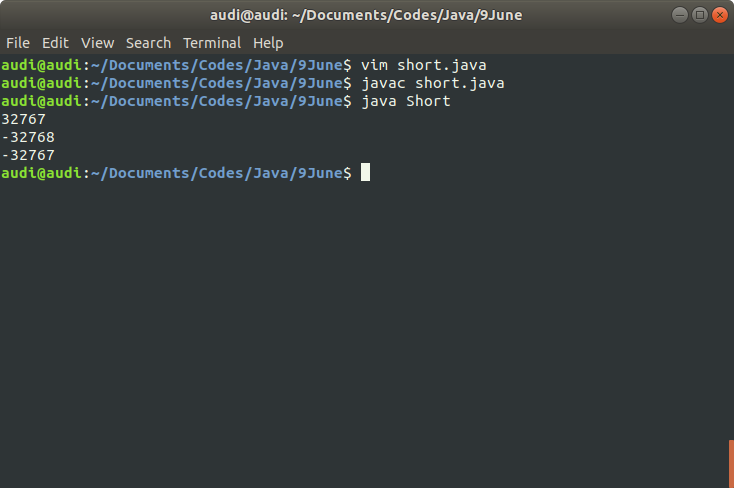 audi@audi: ~/Documents/Codes/Java/9June
File Edit View Search Terminal Help
audi@audi:~/Documents/Codes/Java/9June$ vim short.java
audi@audi:~/Documents/Codes/Java/9June$ javac short.java
audi@audi:~/Documents/Codes/Java/9June$ java Short
32767
-32768
-32767
audi@audi:~/Documents/Codes/Java/9June$